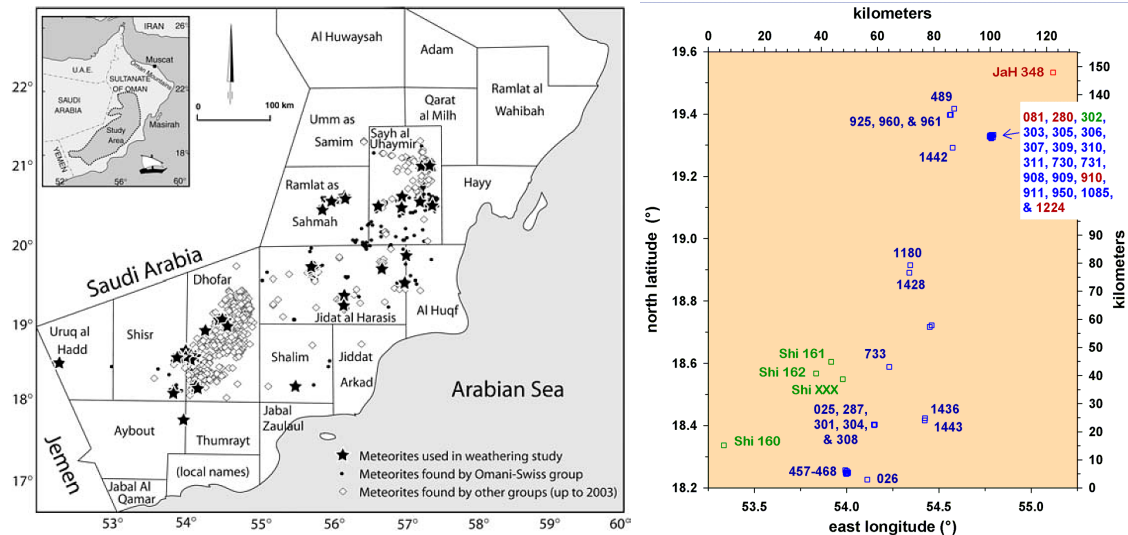 IRAN
26°
Muscat
Oman Mountains
U.A.E.
SULTANATE
OF OMAN
22°
SAUDI
ARABIA
Masirah
Study
Area
YEMEN
18°
52°
56°
60°
0
100 km
Al Huwaysah
Adam
Ramlat al
Wahibah
Qarat
al Milh
Umm as
Samim
Sayh al
Uhaymir
Ramlat as
Sahmah
Hayy
Saudi Arabia
Dhofar
Jidat al Harasis
Al Huqf
Uruq al
Hadd
Shisr
Shalim
Jiddat
Arkad
Arabian Sea
Jabal
Zaulaul
Aybout
Thumrayt
(local names)
Jabal Al
Qamar
Jemen
Meteorites used in weathering study
Meteorites found by Omani-Swiss group
Meteorites found by other groups (up to 2003)
22°
21°
20°
19°
18°
17°
53°
54°
55°
56°
57°
58°
59°
60°
kilometers
0 20 40 60 80 100 120
19.6
19.4
19.2
19.0
18.8
18.6
18.4
18.2
north latitude (°)
53.5 54.0 54.5 55.0
east longitude (°)
150
140
90
80
70
60
50
40
30
20
10
0
kilometers
JaH 348
489
925, 960, & 961
1442
081, 280, 302,
303, 305, 306,
307, 309, 310,
311, 730, 731,
908, 909, 910,
911, 950, 1085,
& 1224
1180
1428
733
Shi 161
Shi 162
Shi XXX
025, 287,
301, 304,
& 308
1436
1443
Shi 160
457-468
026